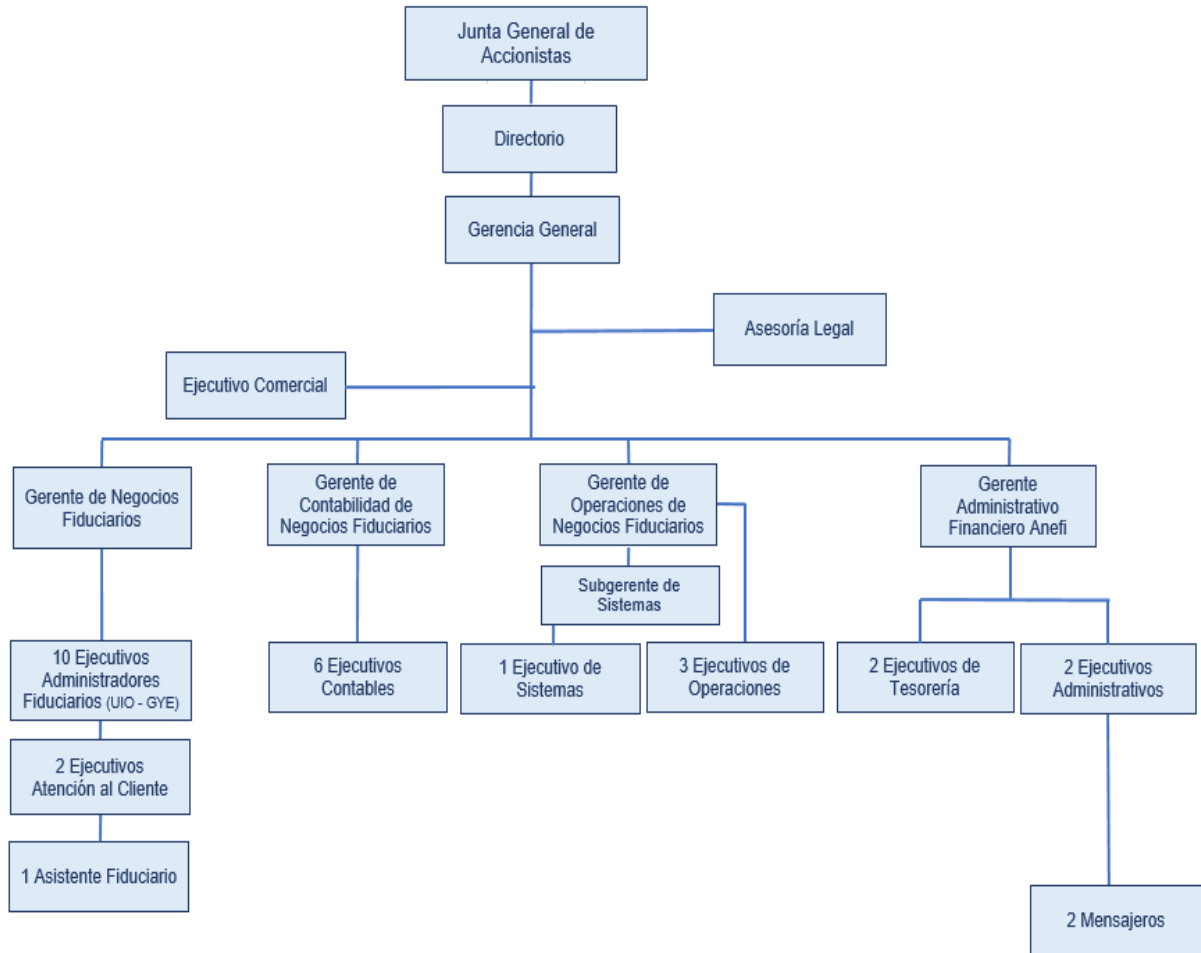 Junta General de
Accionistas
Directorio
Gerencia General
Asesoría Legal
Ejecutivo Comercial
Gerente de Negocios
Fiduciarios
Gerente de
Contabilidad de
Negocios Fiduciarios
Gerente de
Operaciones de
Negocios Fiduciarios
Gerente
Administrativo
Financiero Anefi
Subgerente de
Sistemas
10 Ejecutivos
Administradores
Fiduciarios (UIO - GYE)
6 Ejecutivos
Contables
1 Ejecutivo de
Sistemas
3 Ejecutivos de
Operaciones
2 Ejecutivos de
Tesorería
2 Ejecutivos
Administrativos
2 Ejecutivos
Atención al Cliente
1 Asistente Fiduciario
2 Mensajeros